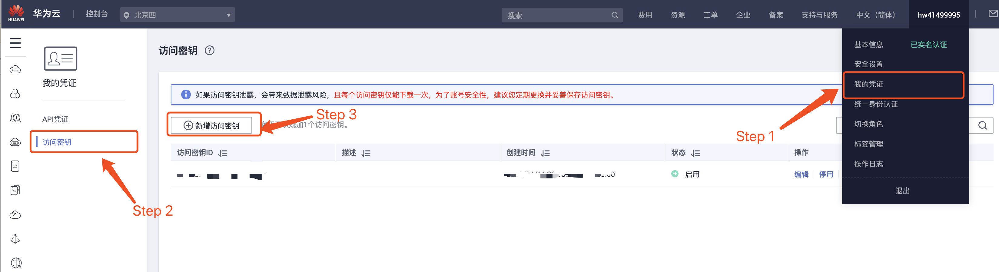 HUAWEI
华为云
控制台
北京四
搜索
费用
资源
工单
企业
备案
支持与服务
中文（简体）
hw41499995
我的凭证
API凭证
访问密钥
Step 2
访问密钥
如果访问密钥泄露，会带来数据泄露风险，且每个访问密钥仅能下载一次，为了账号安全性，建议您定期更换并妥善保存访问密钥。
新增访问密钥
添加1个访问密钥。
Step 3
访问密钥ID
描述
创建时间
状态
操作
启用
编辑
停用
基本信息
已实名认证
安全设置
我的凭证
统一身份认证
切换角色
标签管理
操作日志
退出
Step 1